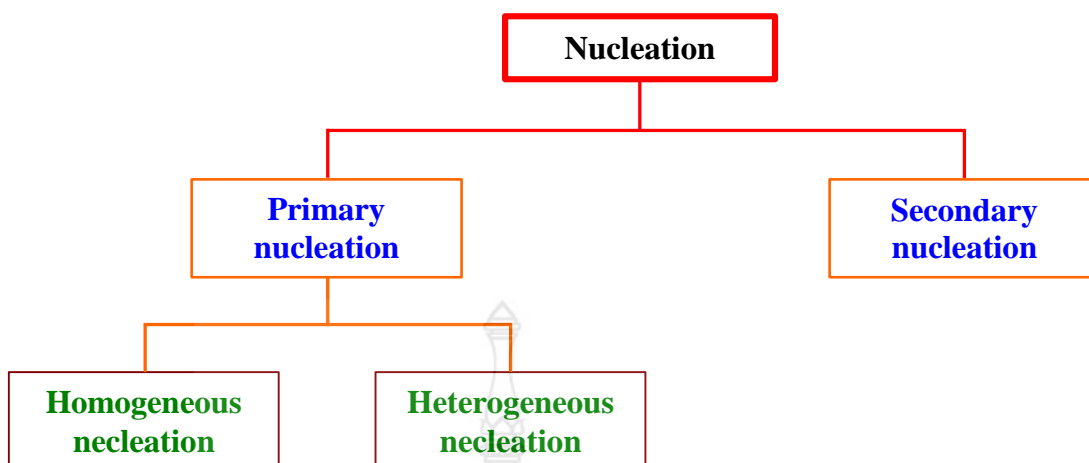 Nucleation
Primary
nucleation
Secondary
nucleation
Homogeneous
necleation
Heterogeneous
necleation